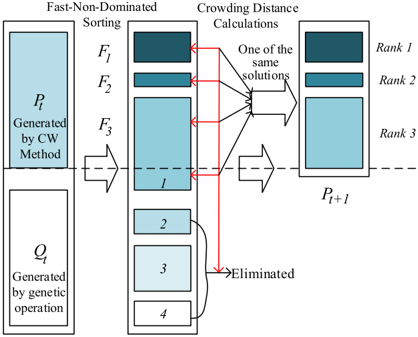 Fast-Non-Dominated
Sorting
Crowding Distance
Calculations
P_t
Generated
by CW
Method
Q_t
Generated
by genetic
operation
F_1
F_2
F_3
1
2
3
4
One of the
same
solutions
Eliminated
Rank 1
Rank 2
Rank 3
P_{t+1}